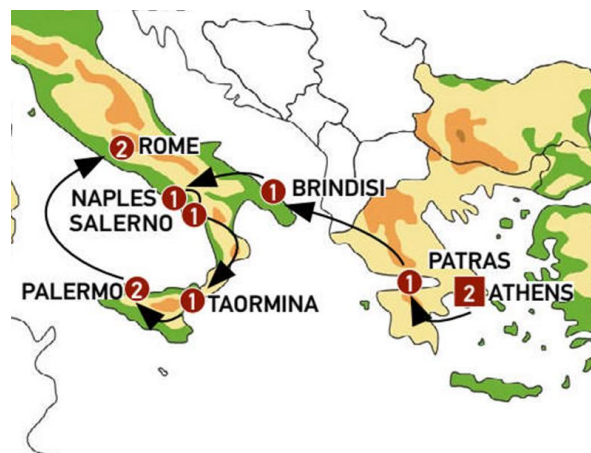 2 ROME
NAPLES 1
SALERNO 1
1 BRINDISI
PALERMO 2
1 TAORMINA
PATRAS
1
2 ATHENS